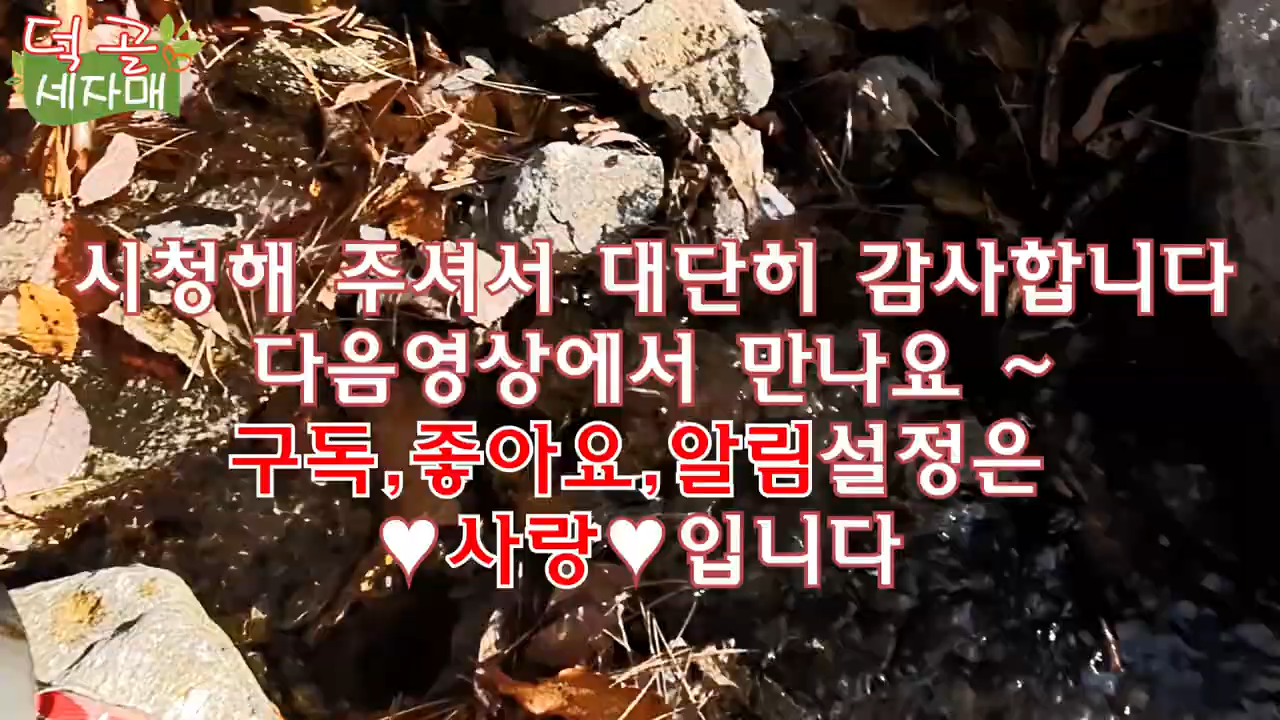 덕골
세자매
시청해 주셔서 대단히 감사합니다
다음영상에서 만나요 ~
구독,좋아요,알림설정은
♥사랑♥입니다